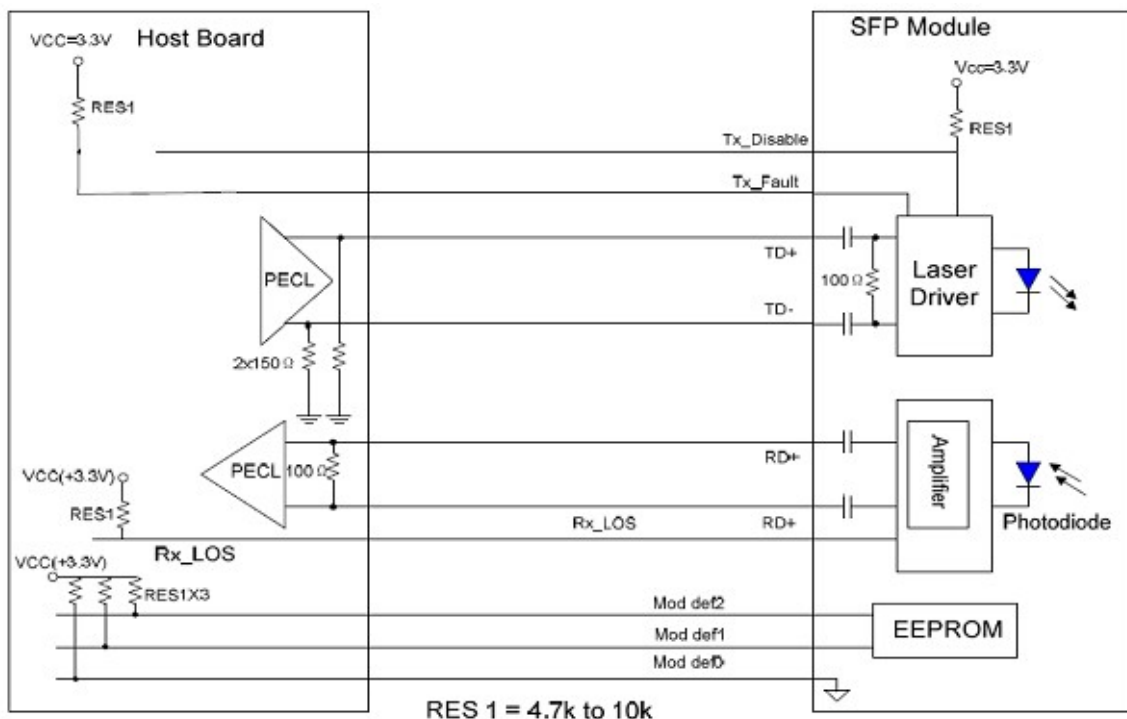 Host Board
SFP Module
VCC=3.3V
Vcc=3.3V
RES1
RES1
Tx_Disable
Tx_Fault
PECL
TD+
100 Ω
Laser
Driver
TD-
2x150 Ω
PECL
100 Ω
RD+
Amplifier
VCC(+3.3V)
RES1
Rx_LOS
RD+
Photodiode
Rx_LOS
VCC(+3.3V)
RES1X3
Mod def2
EEPROM
Mod def1
Mod def0
RES 1 = 4.7k to 10k